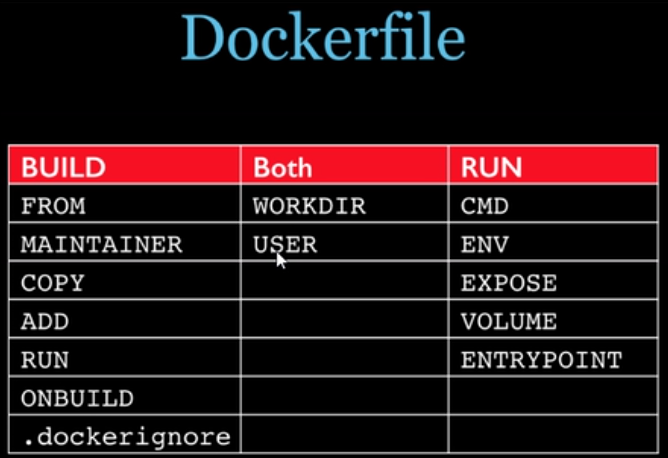 Dockerfile
BUILD Both RUN
FROM WORKDIR CMD
MAINTAINER USER ENV
COPY EXPOSE
ADD VOLUME
RUN ENTRYPOINT
ONBUILD
.dockerignore